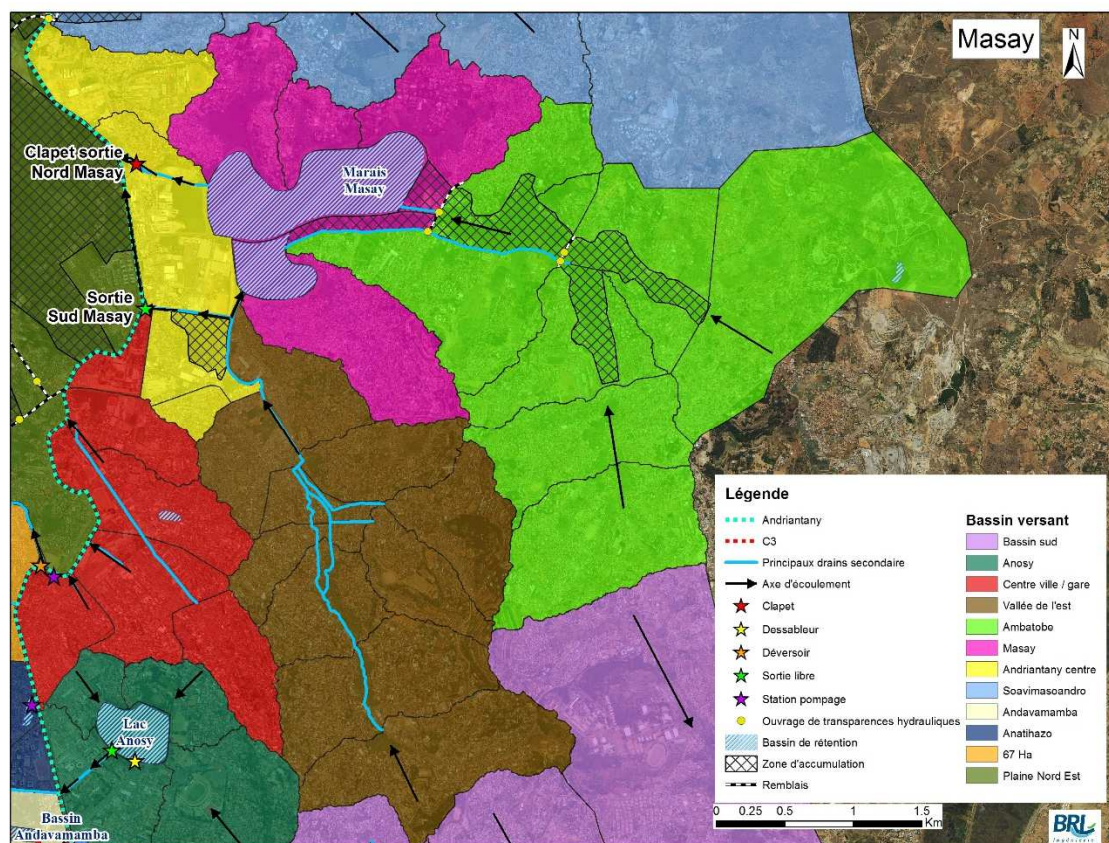 Masay
N
Clapet sortie
Nord Masay
Marais
Masay
Sortie
Sud Masay
Lac
Anosy
Bassin
Andavamamba
Légende
Andriantany
C3
Principaux drains secondaire
Axe d'écoulement
Clapet
Dessableur
Déversoir
Sortie libre
Station pompage
Ouvrage de transparences hydrauliques
Bassin de rétention
Zone d'accumulation
Remblais
Bassin versant
Bassin sud
Anosy
Centre ville / gare
Vallée de l'est
Ambatobe
Masay
Andriantany centre
Soavimasoandro
Andavamamba
Anatihazo
67 Ha
Plaine Nord Est
0 0.25 0.5 1 1.5
Km
BRL
Ingénierie